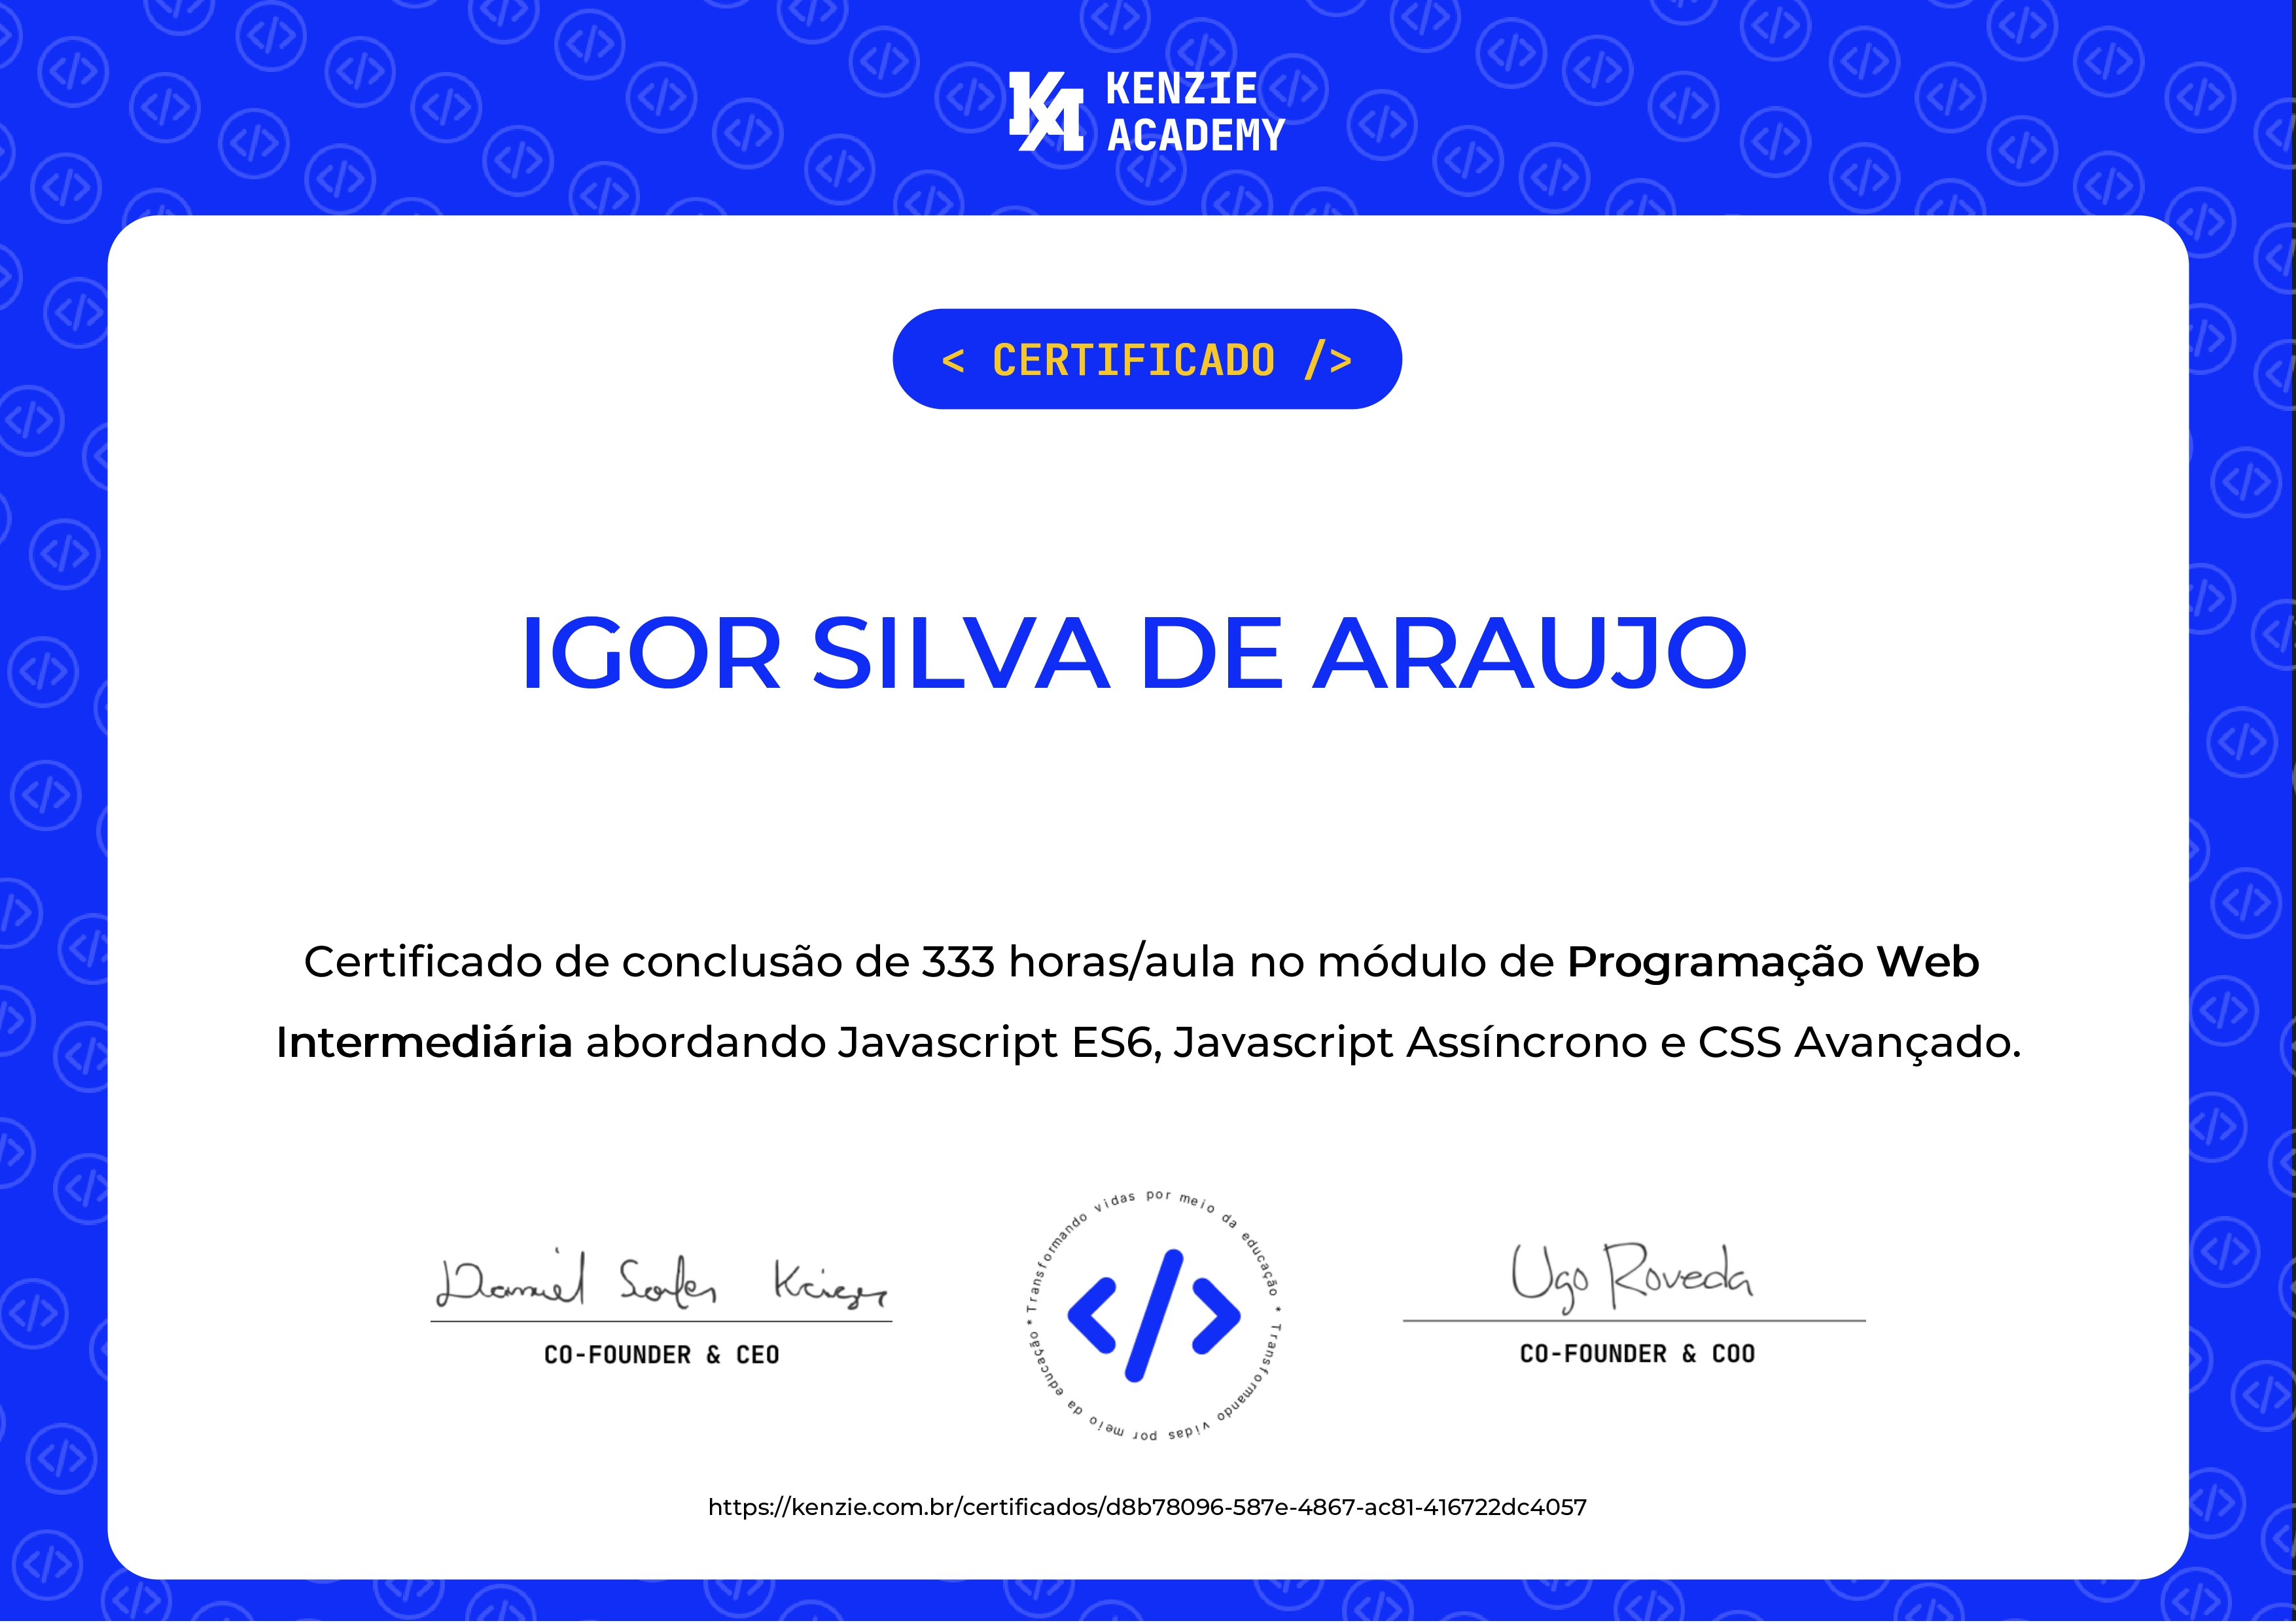 KENZIE
ACADEMY
< CERTIFICADO />
IGOR SILVA DE ARAUJO
Certificado de conclusão de 333 horas/aula no módulo de Programação Web
Intermediária abordando Javascript ES6, Javascript Assíncrono e CSS Avançado.
Daniel Krieger
CO-FOUNDER & CEO
Transformando vidas por meio da educação * Transformando vidas por meio da educação *
Ugo Roveda
CO-FOUNDER & COO
https://kenzie.com.br/certificados/d8b78096-587e-4867-ac81-416722dc4057